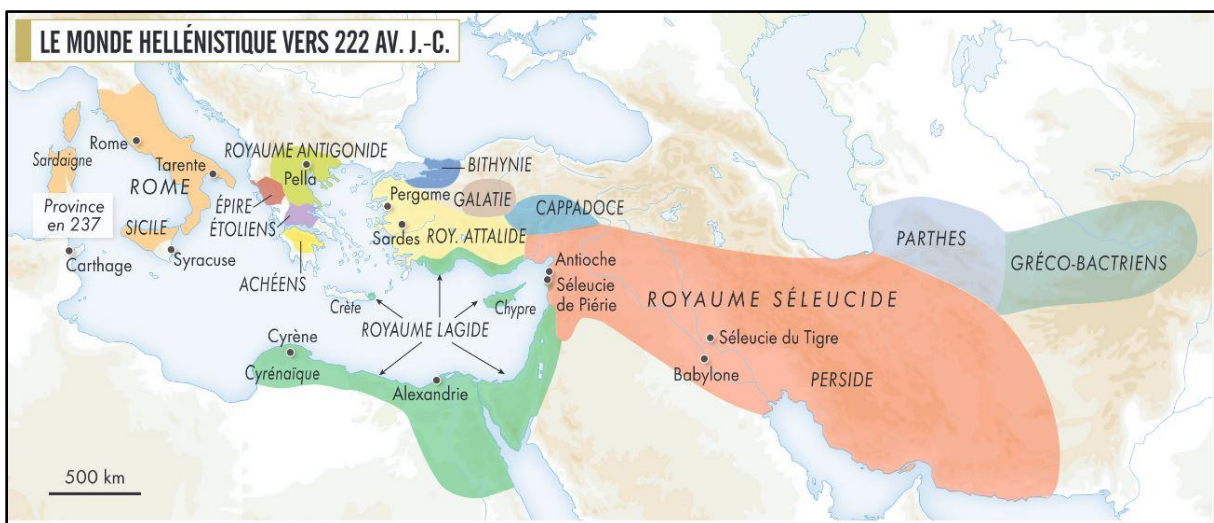 LE MONDE HELLÉNISTIQUE VERS 222 AV. J.-C.
Rome
Sardaigne
Tarente
ROME
Province
en 237
SICILE
Carthage
Syracuse
ROYAUME ANTIGONIDE
Pella
ÉPIRE
ÉTOLIENS
ACHÉENS
BITHYNIE
Pergame
GALATIE
CAPPADOCE
Sardes
ROY. ATTALIDE
Antioche
Séleucie
de Piérie
Crète
Chypre
ROYAUME LAGIDE
Cyrène
Cyrénaïque
Alexandrie
ROYAUME SÉLEUCIDE
Séleucie du Tigre
Babylone
PERSIDE
PARTHES
GRÉCO-BACTRIENS
500 km